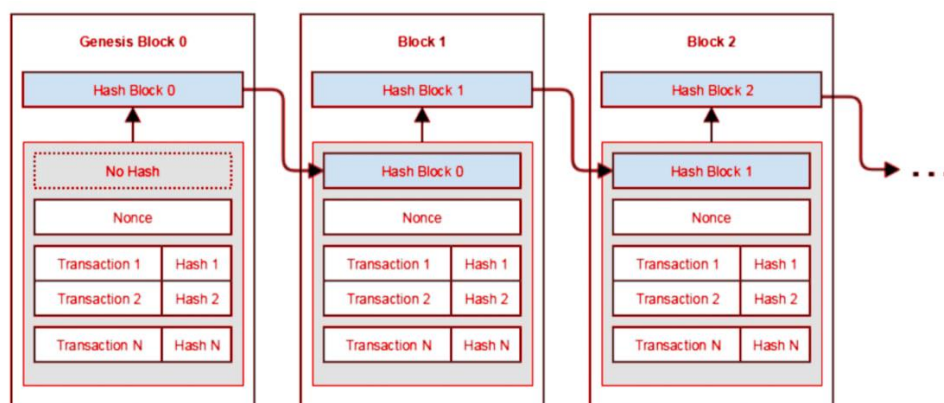 Genesis Block 0
Hash Block 0
No Hash
Nonce
Transaction 1 Hash 1
Transaction 2 Hash 2
Transaction N Hash N
Block 1
Hash Block 1
Hash Block 0
Nonce
Transaction 1 Hash 1
Transaction 2 Hash 2
Transaction N Hash N
Block 2
Hash Block 2
Hash Block 1
Nonce
Transaction 1 Hash 1
Transaction 2 Hash 2
Transaction N Hash N
...